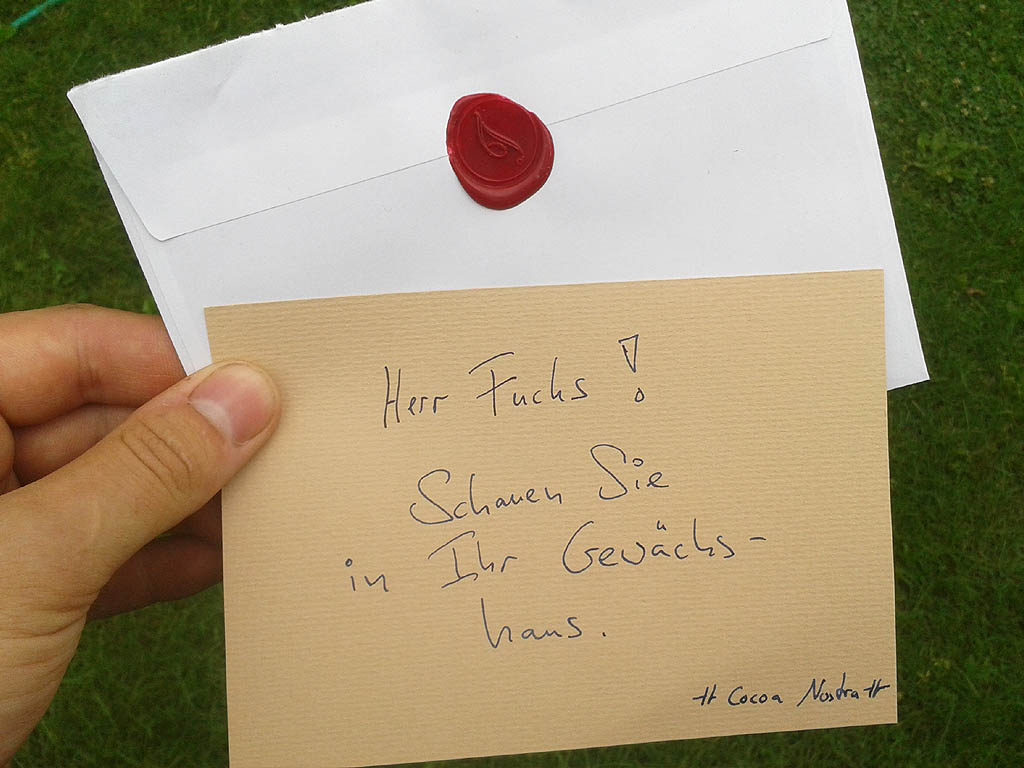 Herr Fuchs!
Schauen Sie
in Ihr Gewächs-
haus.
# Cocoa Nostra #